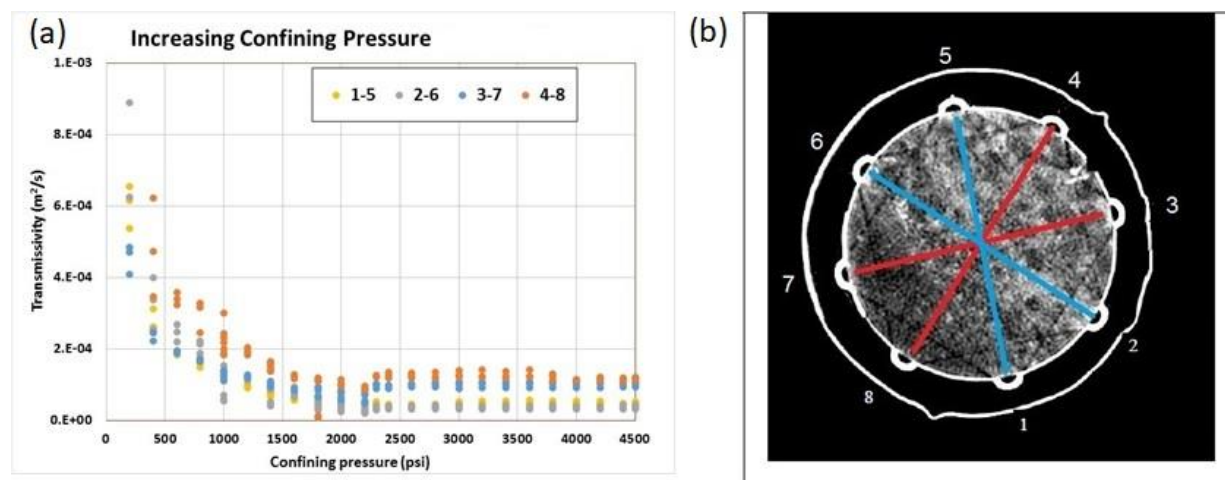 (a)
Increasing Confining Pressure
1.E-03
8.E-04
6.E-04
4.E-04
2.E-04
0.E+00
Transmissivity (m²/s)
1-5 2-6 3-7 4-8
0 500 1000 1500 2000 2500 3000 3500 4000 4500
Confining pressure (psi)
(b)
5
4
6
3
7
2
8
1